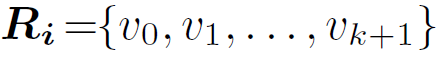 R_i={v_0, v_1, ..., v_{k+1}}